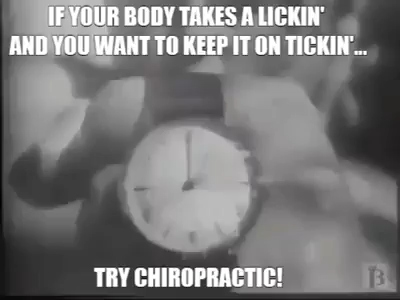 IF YOUR BODY TAKES A LICKIN'
AND YOU WANT TO KEEP IT ON TICKIN'...
TRY CHIROPRACTIC!